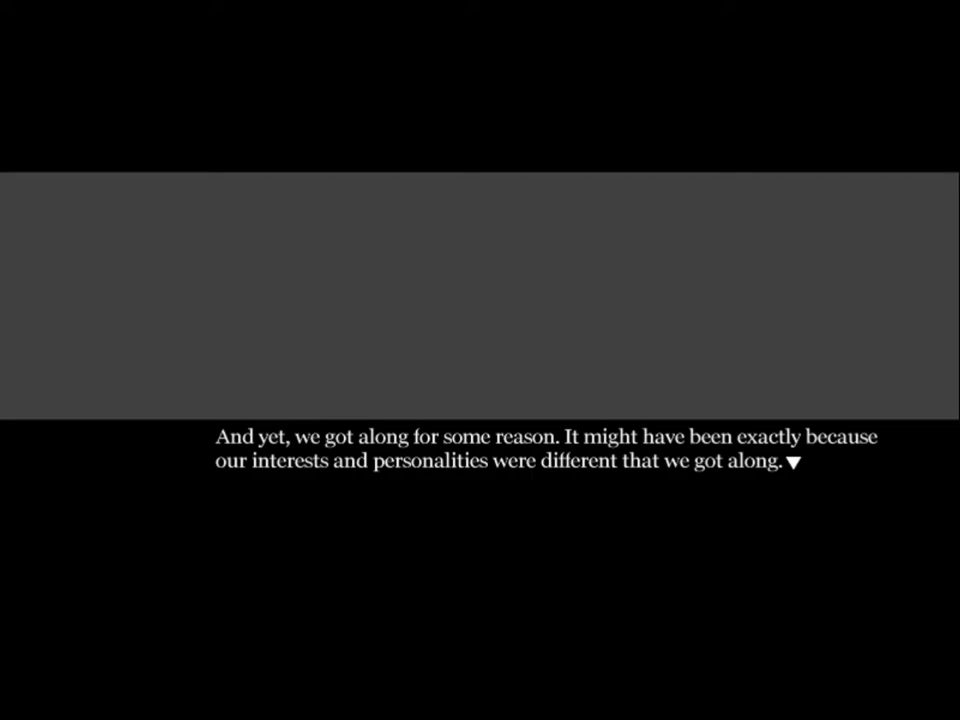 And yet, we got along for some reason. It might have been exactly because
our interests and personalities were different that we got along.